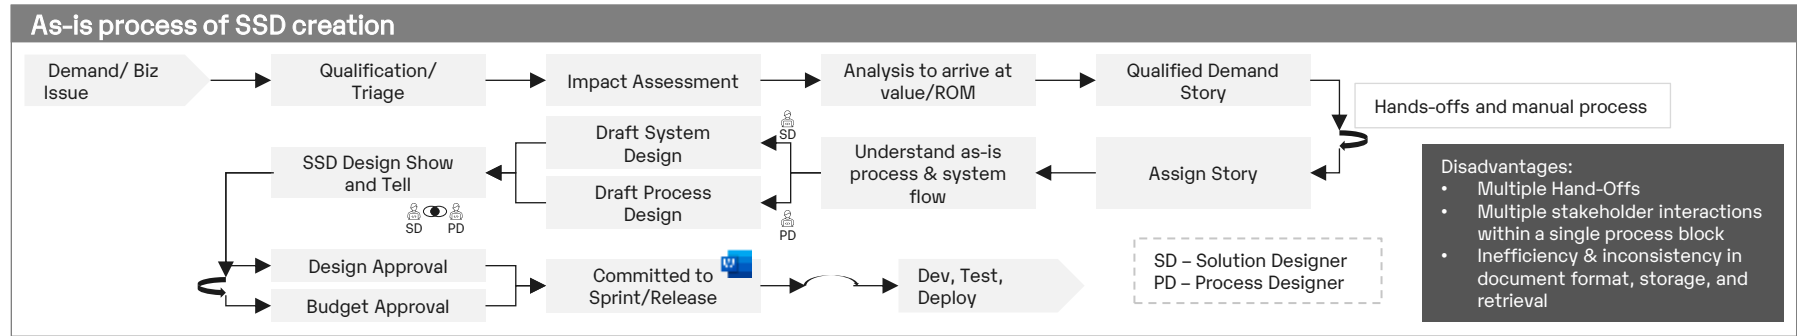 As-is process of SSD creation
Demand/ Biz
Issue
Qualification/
Triage
Impact Assessment
Analysis to arrive at
value/ROM
Qualified Demand
Story
Hands-offs and manual process
Assign Story
Understand as-is
process & system
flow
SD
Draft System
Design
Draft Process
Design
PD
SSD Design Show
and Tell
SD PD
Design Approval
Budget Approval
W
Committed to
Sprint/Release
Dev, Test,
Deploy
SD – Solution Designer
PD – Process Designer
Disadvantages:
• Multiple Hand-Offs
• Multiple stakeholder interactions
within a single process block
• Inefficiency & inconsistency in
document format, storage, and
retrieval